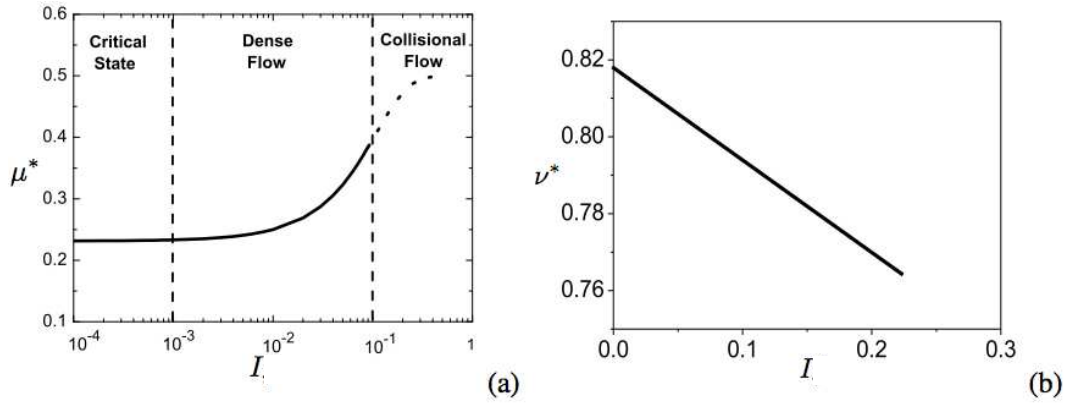 0.6
Critical
State
Dense
Flow
Collisional
Flow
0.5
0.4
μ*
0.3
0.2
0.1
10⁻⁴
10⁻³
10⁻²
10⁻¹
1
I
(a)
0.82
0.80
ν*
0.78
0.76
0.0
0.1
0.2
0.3
I
(b)